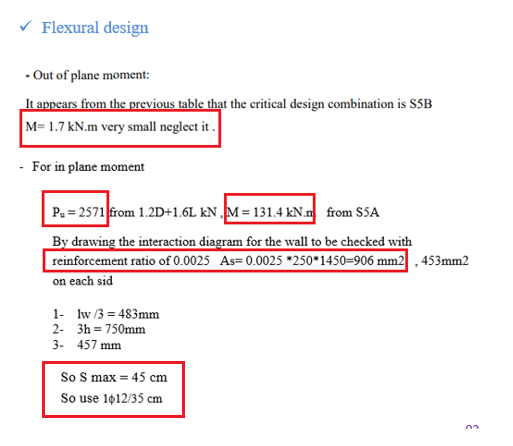 ✓ Flexural design
- Out of plane moment:
It appears from the previous table that the critical design combination is S5B
M= 1.7 kN.m very small neglect it .
- For in plane moment
Pu = 2571 from 1.2D+1.6L kN , M = 131.4 kN.m from S5A
By drawing the interaction diagram for the wall to be checked with
reinforcement ratio of 0.0025 As= 0.0025 *250*1450=906 mm2 , 453mm2
on each sid
1- lw /3 = 483mm
2- 3h = 750mm
3- 457 mm
So S max = 45 cm
So use 1ϕ12/35 cm